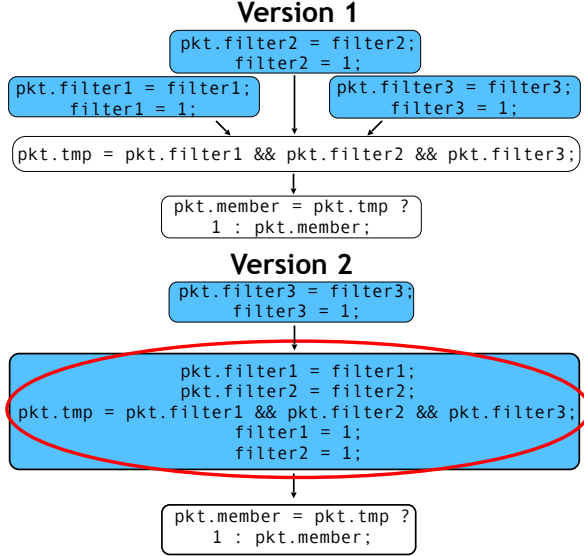 Version 1
pkt.filter2 = filter2;
filter2 = 1;
pkt.filter1 = filter1;
filter1 = 1;
pkt.filter3 = filter3;
filter3 = 1;
pkt.tmp = pkt.filter1 && pkt.filter2 && pkt.filter3;
pkt.member = pkt.tmp ?
1 : pkt.member;
Version 2
pkt.filter3 = filter3;
filter3 = 1;
pkt.filter1 = filter1;
pkt.filter2 = filter2;
pkt.tmp = pkt.filter1 && pkt.filter2 && pkt.filter3;
filter1 = 1;
filter2 = 1;
pkt.member = pkt.tmp ?
1 : pkt.member;